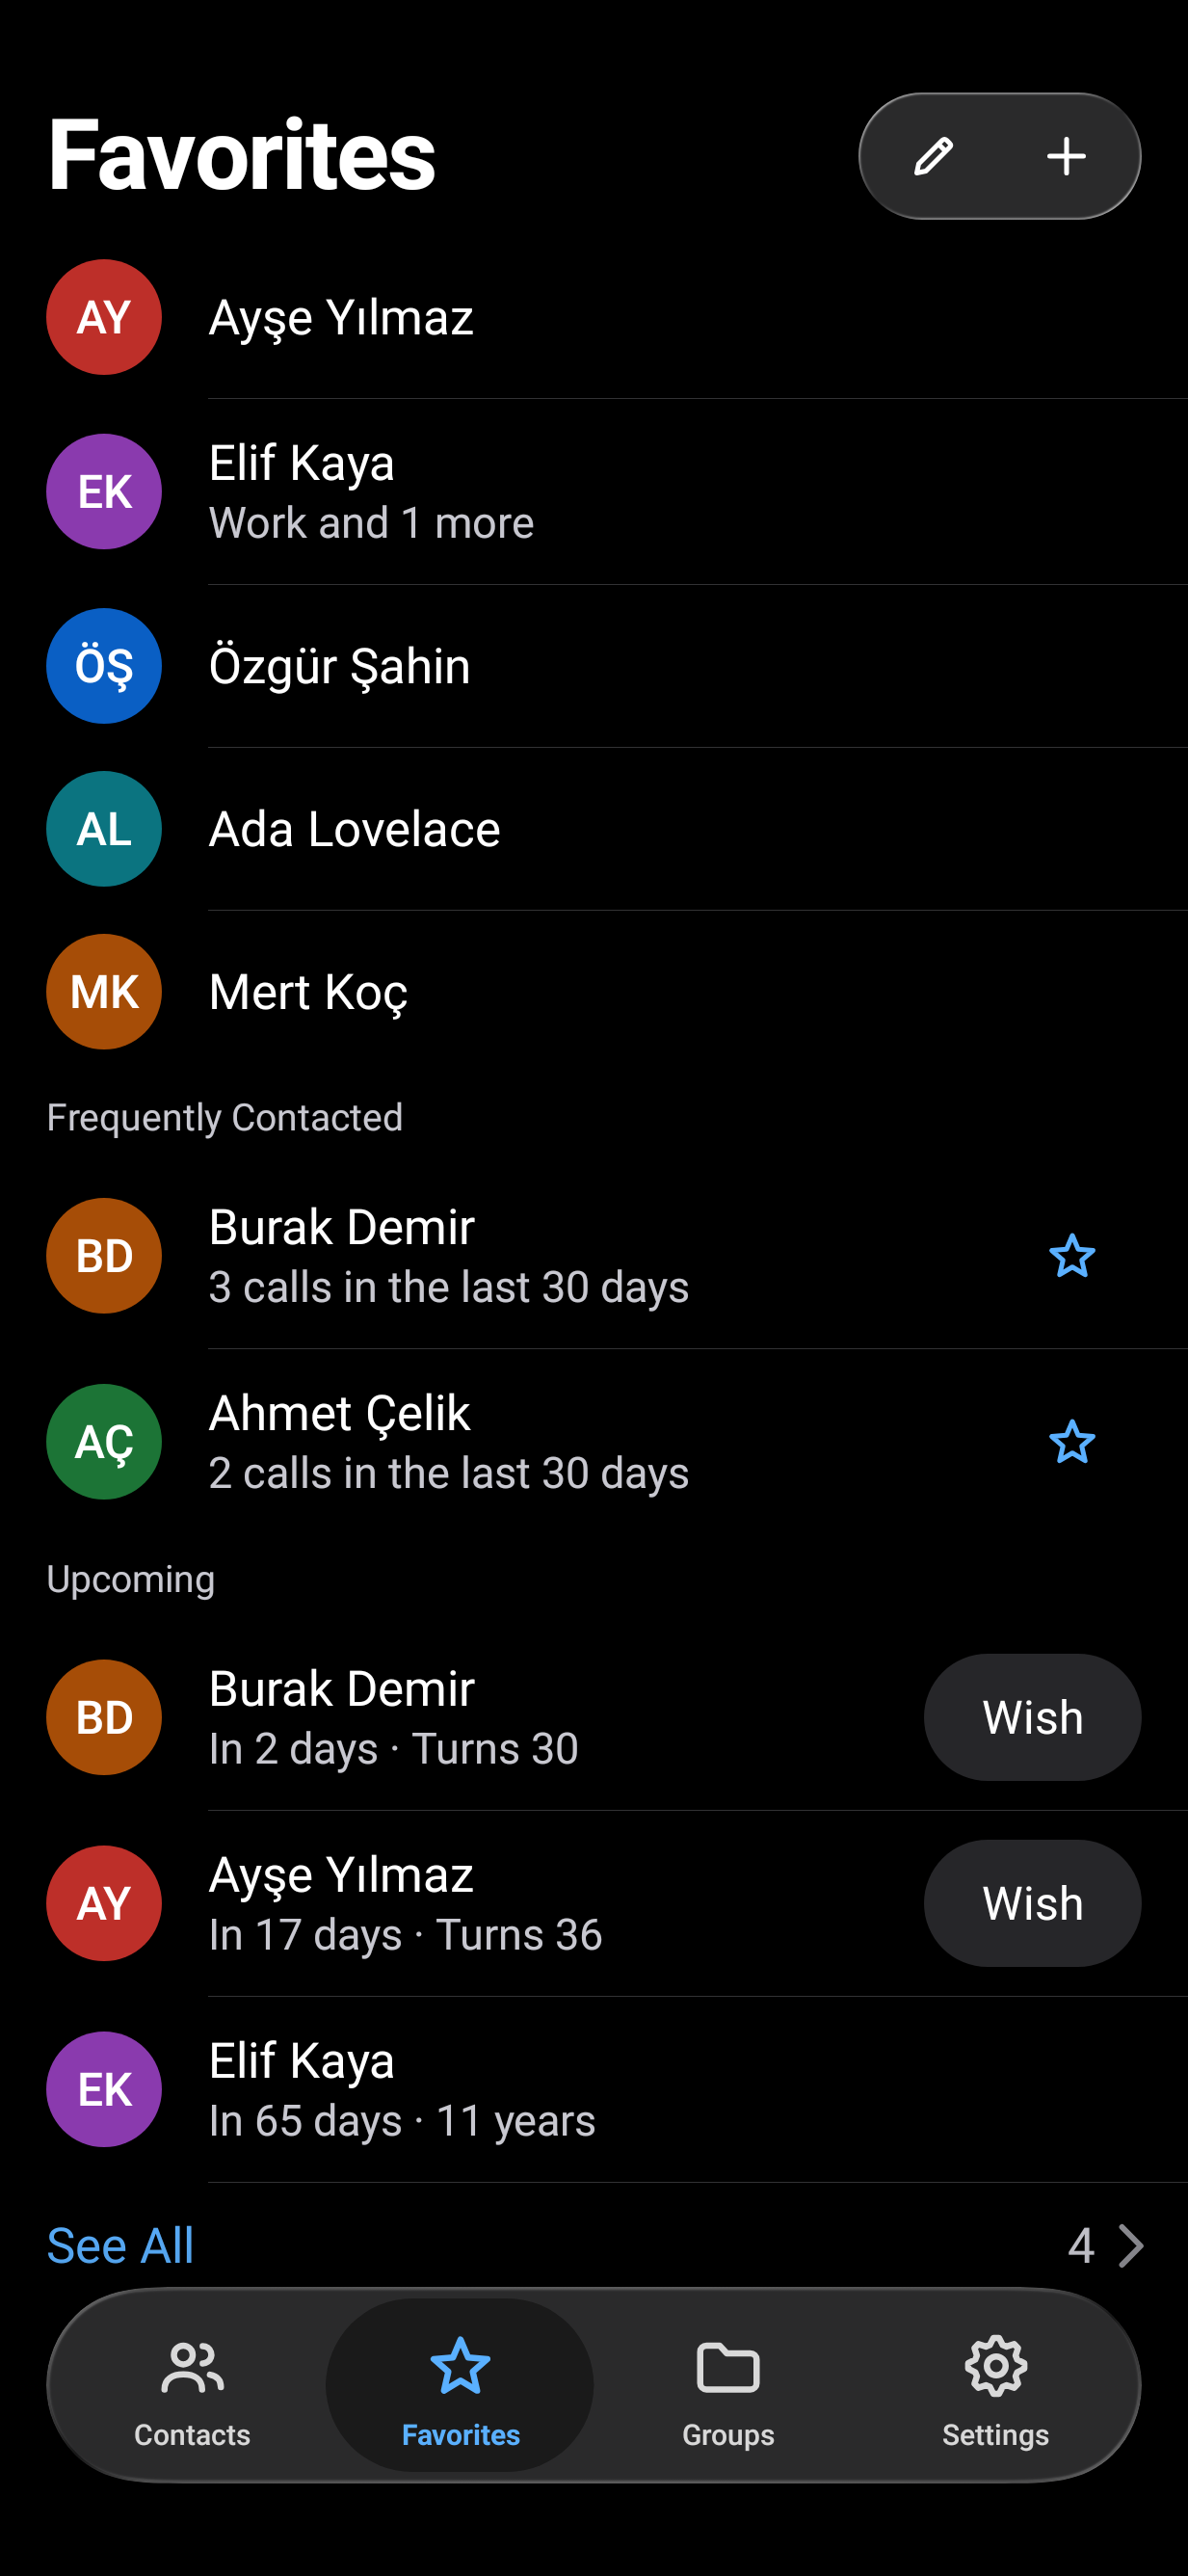 Favorites
AY
Ayşe Yılmaz
EK
Elif Kaya
Work and 1 more
ÖŞ
Özgür Şahin
AL
Ada Lovelace
MK
Mert Koç
Frequently Contacted
BD
Burak Demir
3 calls in the last 30 days
AÇ
Ahmet Çelik
2 calls in the last 30 days
Upcoming
BD
Burak Demir
In 2 days · Turns 30
Wish
AY
Ayşe Yılmaz
In 17 days · Turns 36
Wish
EK
Elif Kaya
In 65 days · 11 years
See All
4
Contacts
Favorites
Groups
Settings